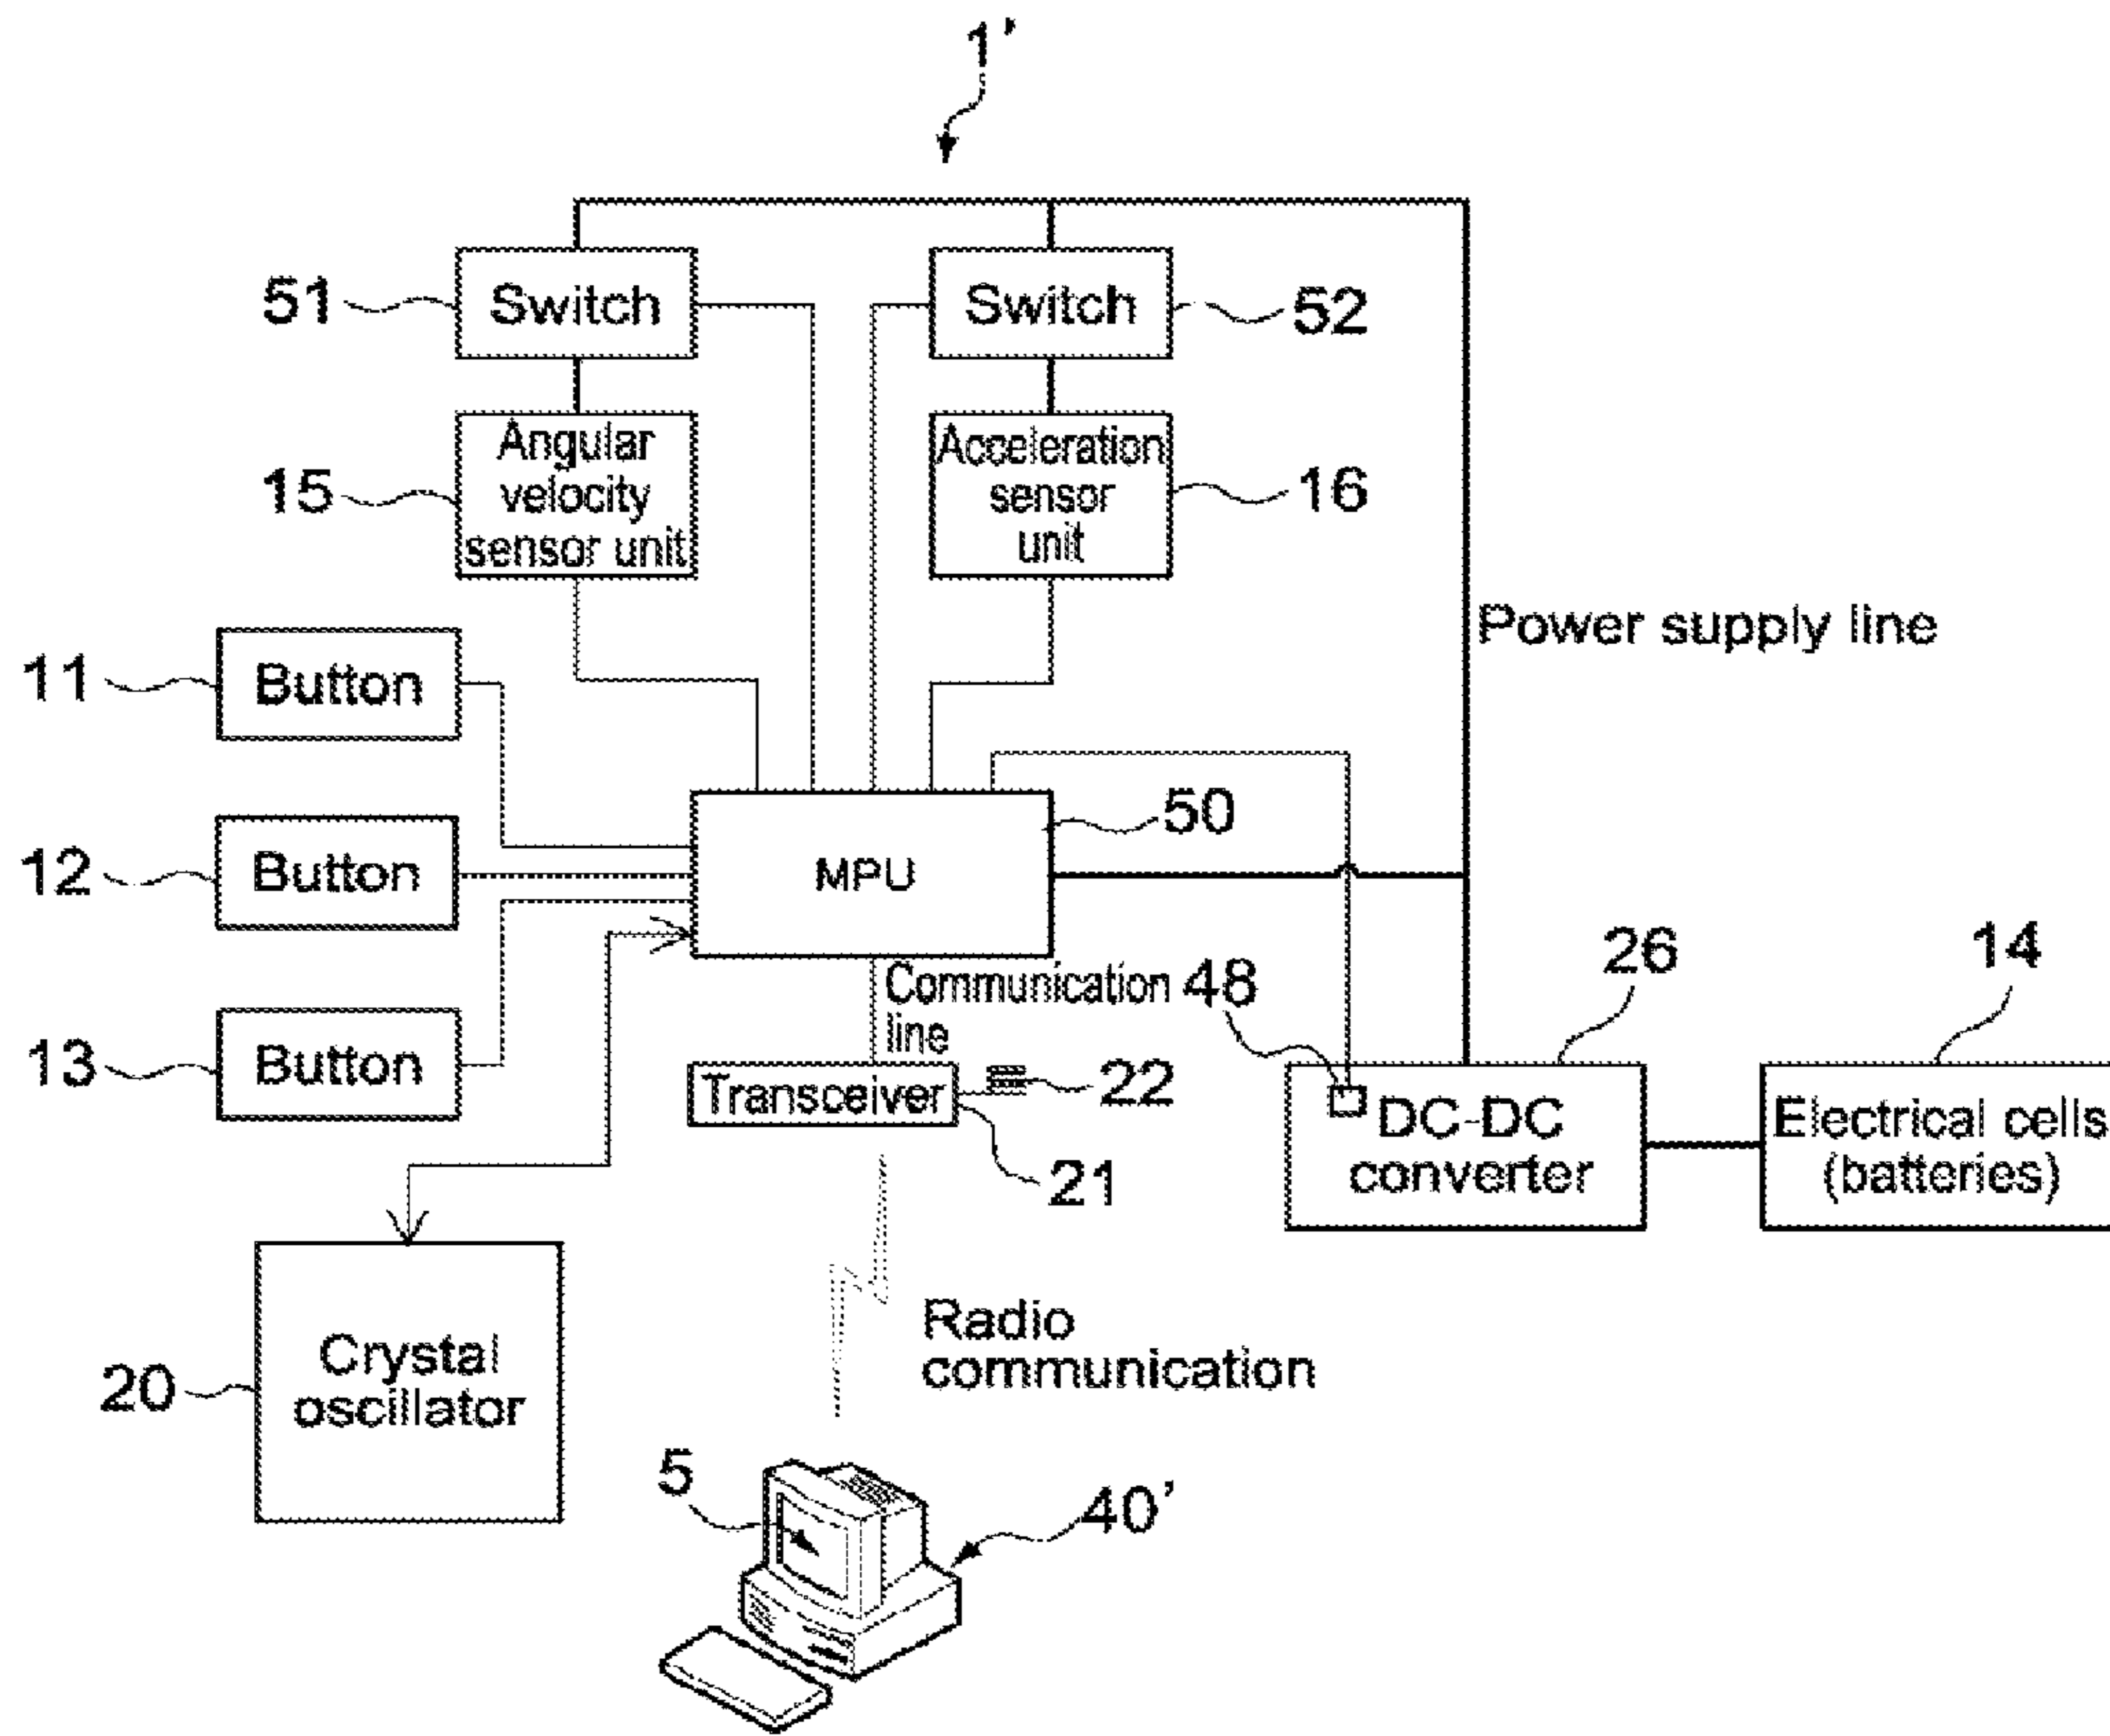 1’
51
Switch
Switch
52
15
Angular
velocity
sensor unit
Acceleration
sensor
unit
16
Power supply line
11
Button
12
Button
MPU
50
13
Button
Communication
line
48
26
14
Transceiver
22
21
DC-DC
converter
Electrical cells
(batteries)
20
Crystal
oscillator
Radio
communication
5
40’